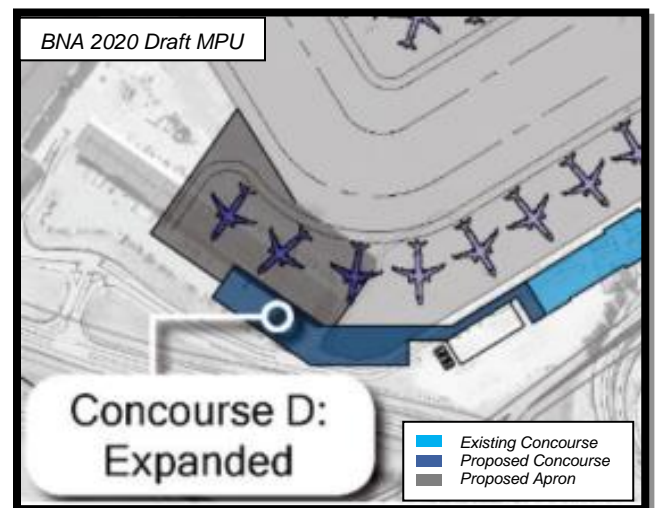 BNA 2020 Draft MPU
Concourse D:
Expanded
Existing Concourse
Proposed Concourse
Proposed Apron